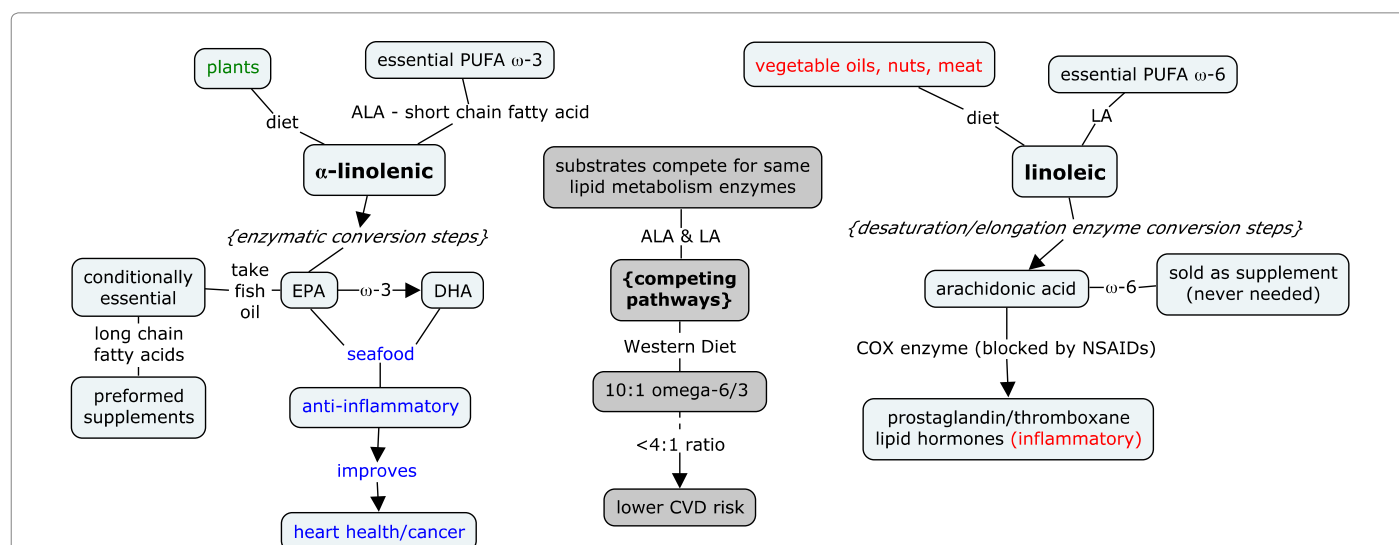 plants
essential PUFA ω-3
diet
ALA - short chain fatty acid
α-linolenic
{enzymatic conversion steps}
conditionally
essential
take
fish
oil
EPA
ω-3
DHA
long chain
fatty acids
preformed
supplements
seafood
anti-inflammatory
improves
heart health/cancer
substrates compete for same
lipid metabolism enzymes
ALA & LA
{competing
pathways}
Western Diet
10:1 omega-6/3
<4:1 ratio
lower CVD risk
vegetable oils, nuts, meat
essential PUFA ω-6
diet
LA
linoleic
{desaturation/elongation enzyme conversion steps}
arachidonic acid
ω-6
sold as supplement
(never needed)
COX enzyme (blocked by NSAIDs)
prostaglandin/thromboxane
lipid hormones (inflammatory)